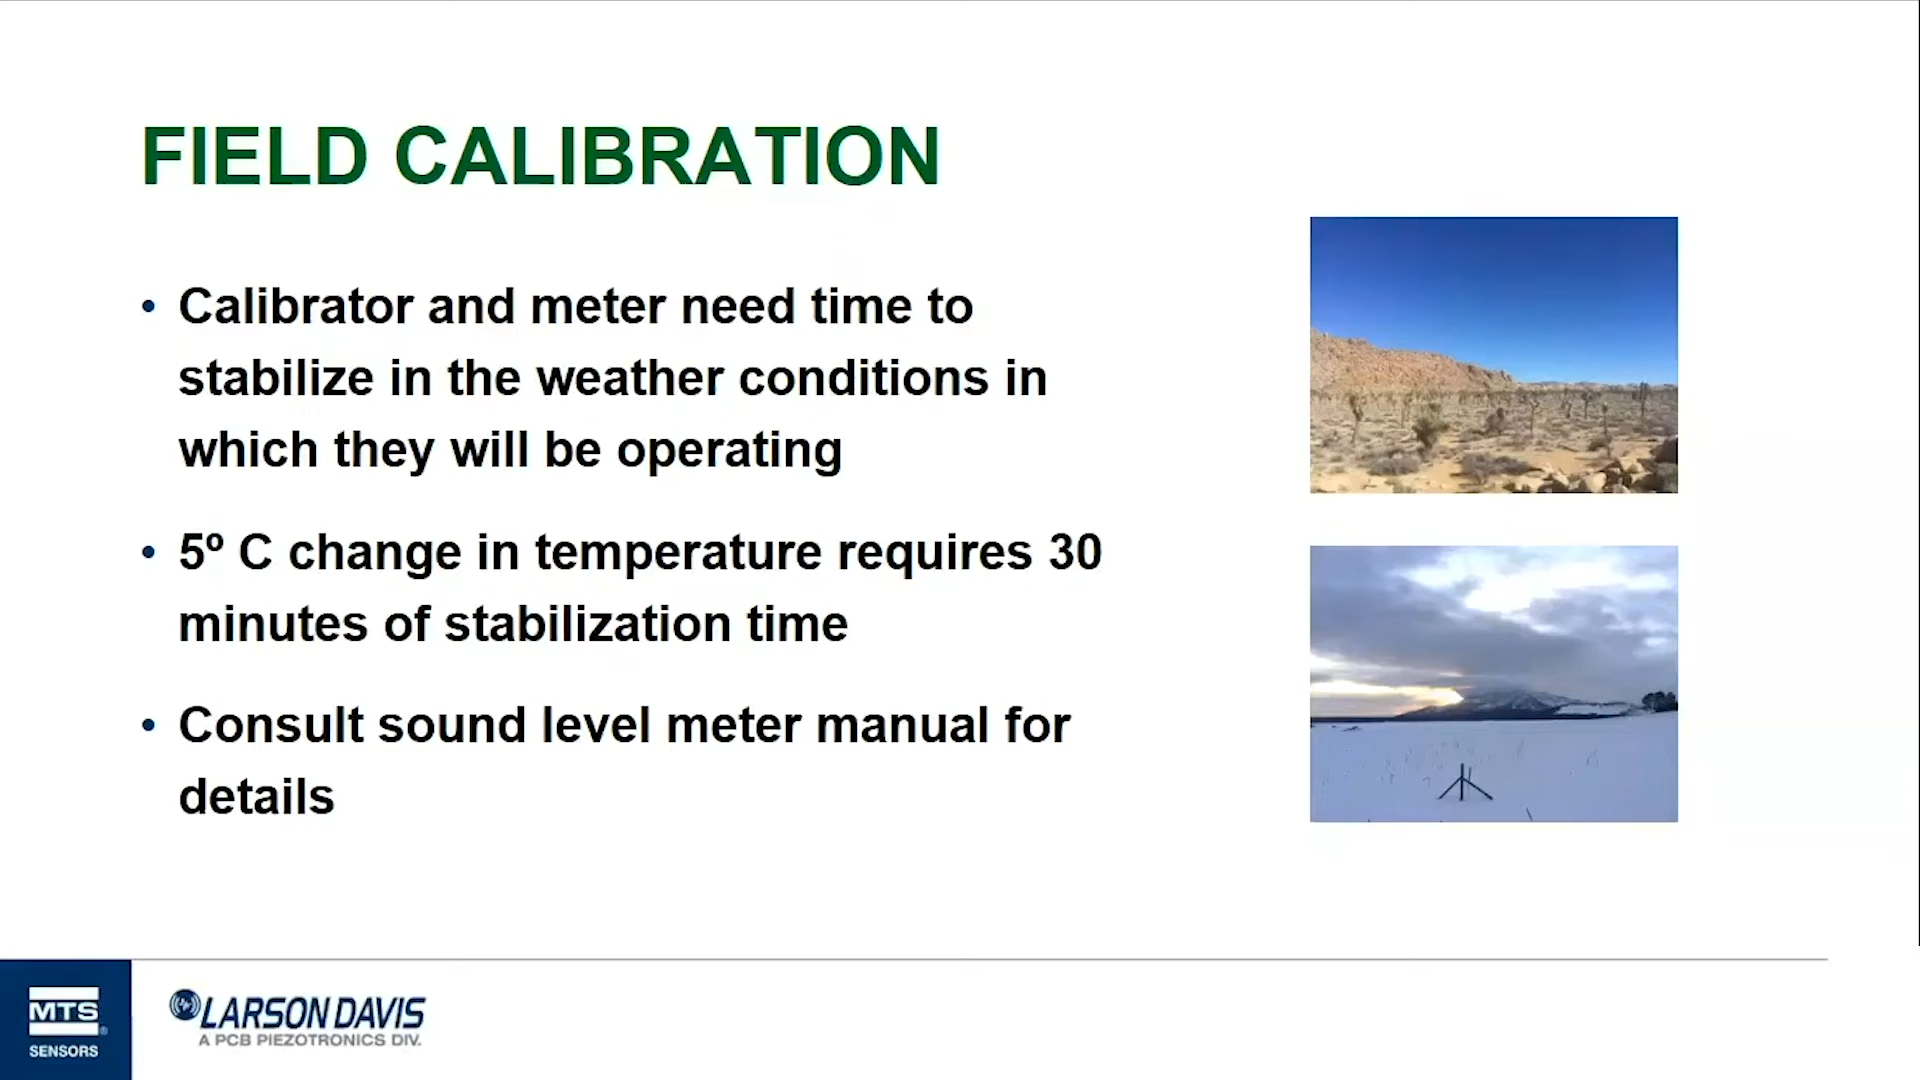 FIELD CALIBRATION
• Calibrator and meter need time to
stabilize in the weather conditions in
which they will be operating
• 5º C change in temperature requires 30
minutes of stabilization time
• Consult sound level meter manual for
details
MTS®
SENSORS
LARSON DAVIS
A PCB PIEZOTRONICS DIV.